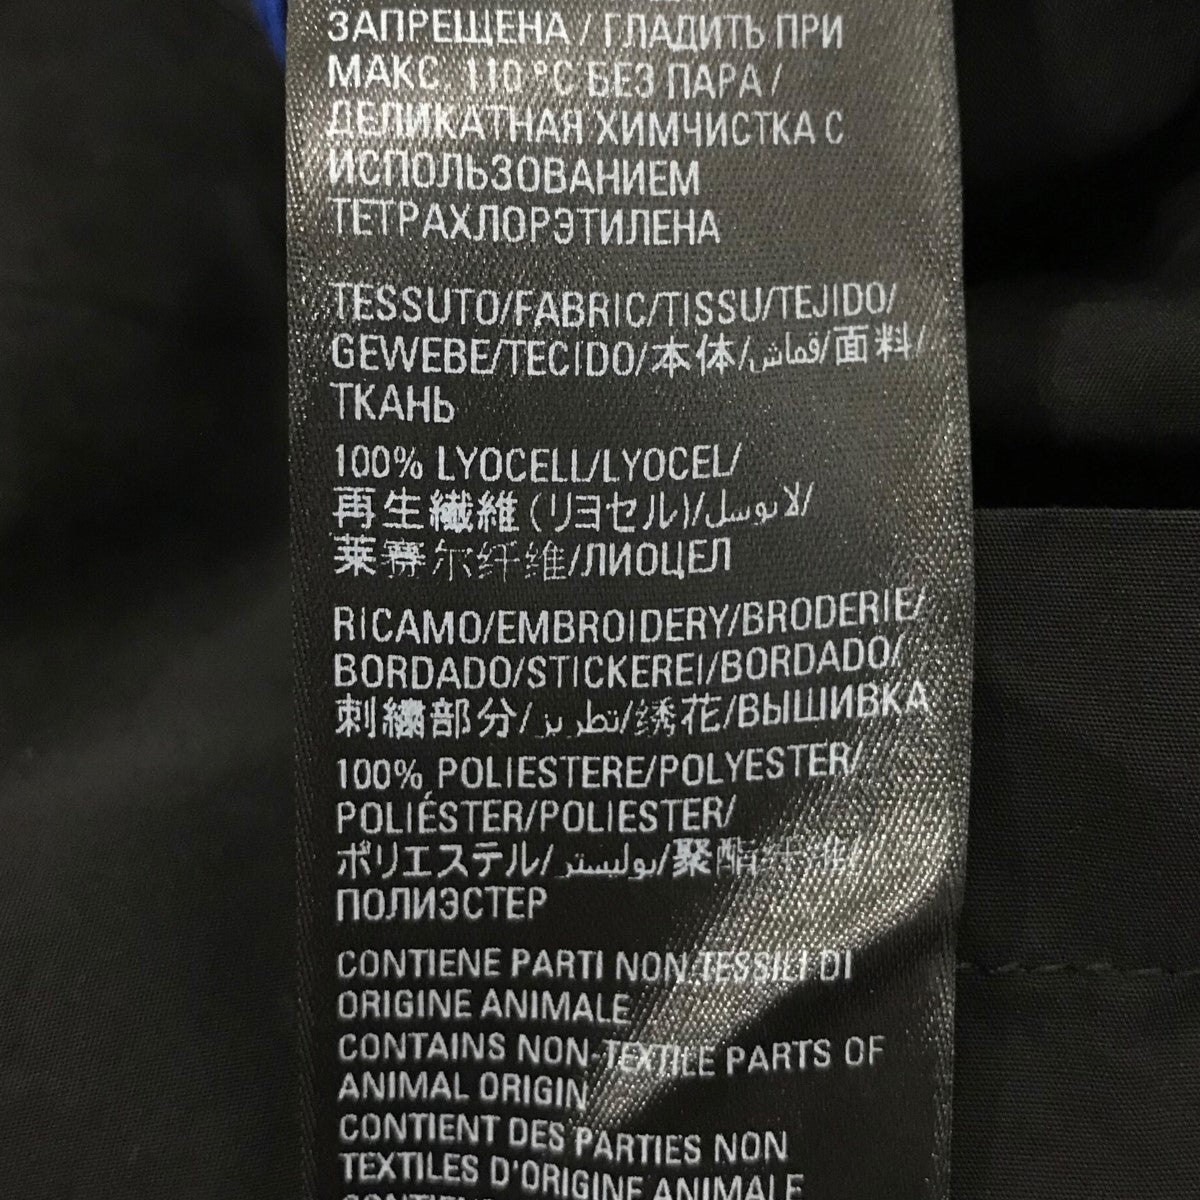 ЗАПРЕЩЕНА / ГЛАДИТЬ ПРИ
МАКС. 110 °C БЕЗ ПАРА /
ДЕЛИКАТНАЯ ХИМЧИСТКА С
ИСПОЛЬЗОВАНИЕМ
ТЕТРАХЛОРЭТИЛЕНА
TESSUTO/FABRIC/TISSU/TEJIDO/
GEWEBE/TECIDO/本体/قماش/面料/
ТКАНЬ
100% LYOCELL/LYOCEL/
再生繊維 (リヨセル)/لايوسل/
莱赛尔纤维/ЛИОЦЕЛ
RICAMO/EMBROIDERY/BRODERIE/
BORDADO/STICKEREI/BORDADO/
刺繍部分/تطريز/绣花/ВЫШИВКА
100% POLIESTERE/POLYESTER/
POLIÉSTER/POLIESTER/
ポリエステル/بوليستر/聚酯纤维/
ПОЛИЭСТЕР
CONTIENE PARTI NON TESSILI DI
ORIGINE ANIMALE
CONTAINS NON-TEXTILE PARTS OF
ANIMAL ORIGIN
CONTIENT DES PARTIES NON
TEXTILES D'ORIGINE ANIMALE